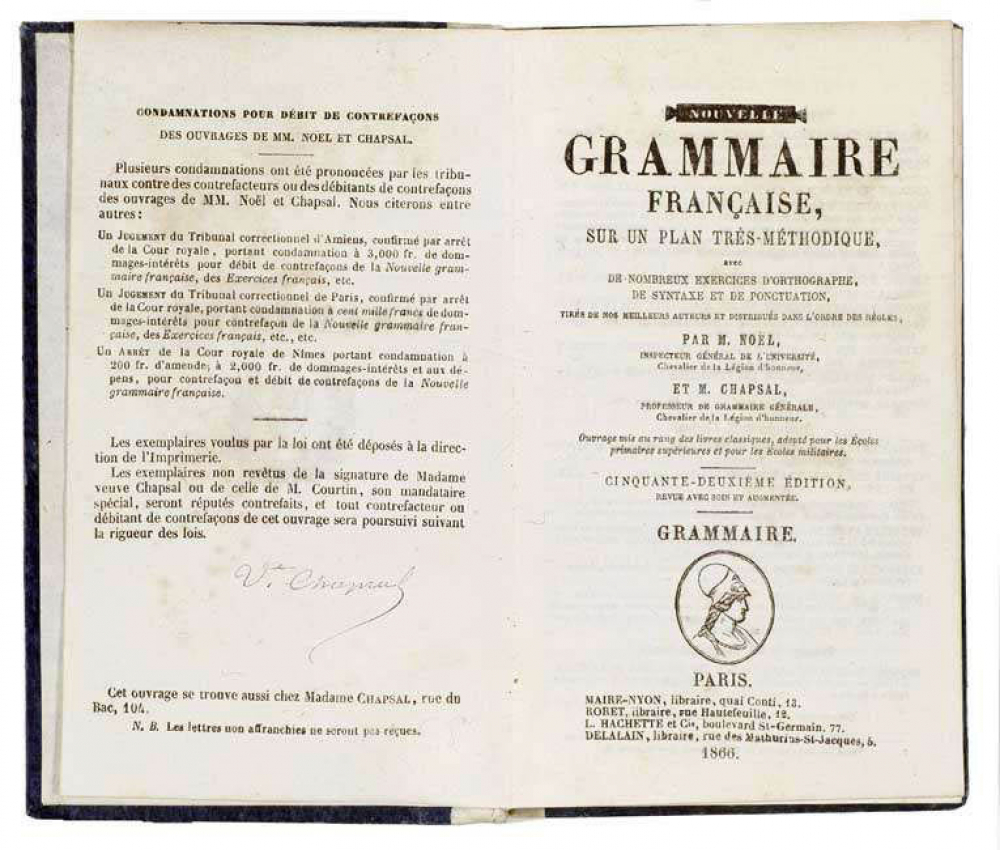 CONDAMNATIONS POUR DÉBIT DE CONTREFAÇONS
DES OUVRAGES DE MM. NOEL ET CHAPSAL.
Plusieurs condamnations ont été prononcées par les tribu-
naux contre des contrefacteurs ou des débitants de contrefaçons
des ouvrages de MM. Noël et Chapsal. Nous citerons entre
autres :
UN JUGEMENT du Tribunal correctionnel d'Amiens, confirmé par arrêt
de la Cour royale, portant condamnation à 3,000 fr. de dom-
mages-intérêts pour débit de contrefaçons de la Nouvelle gram-
maire française, des Exercices français, etc.
UN JUGEMENT du Tribunal correctionnel de Paris, confirmé par arrêt
de la Cour royale, portant condamnation à cent mille francs de dom-
mages-intérêts pour contrefaçon de la Nouvelle grammaire fran-
çaise, des Exercices français, etc., etc.
UN ARRÊT de la Cour royale de Nîmes portant condamnation à
200 fr. d'amende, à 2,000 fr. de dommages-intérêts et aux dé-
pens, pour contrefaçon et débit de contrefaçons de la Nouvelle
grammaire française.
Les exemplaires voulus par la loi ont été déposés à la direc-
tion de l'Imprimerie.
Les exemplaires non revêtus de la signature de Madame
veuve Chapsal ou de celle de M. Courtin, son mandataire
spécial, seront réputés contrefaits, et tout contrefacteur ou
débitant de contrefaçons de cet ouvrage sera poursuivi suivant
la rigueur des lois.
Ve Chapsal
Cet ouvrage se trouve aussi chez Madame CHAPSAL, rue du
Bac, 104.
N. B. Les lettres non affranchies ne seront pas reçues.
NOUVELLE
GRAMMAIRE
FRANÇAISE,
SUR UN PLAN TRÈS-MÉTHODIQUE,
avec
DE NOMBREUX EXERCICES D'ORTHOGRAPHE,
DE SYNTAXE ET DE PONCTUATION,
TIRÉS DE NOS MEILLEURS AUTEURS ET DISTRIBUÉS DANS L'ORDRE DES RÈGLES,
PAR M. NOËL,
INSPECTEUR GÉNÉRAL DE L'UNIVERSITÉ,
Chevalier de la Légion d'honneur,
ET M. CHAPSAL,
PROFESSEUR DE GRAMMAIRE GÉNÉRALE,
Chevalier de la Légion d'honneur.
Ouvrage mis au rang des livres classiques, adopté pour les Écoles
primaires supérieures et pour les Écoles militaires.
CINQUANTE-DEUXIÈME ÉDITION,
REVUE AVEC SOIN ET AUGMENTÉE.
GRAMMAIRE.
PARIS.
MAIRE-NYON, libraire, quai Conti, 13.
RORET, libraire, rue Hautefeuille, 12.
L. HACHETTE et Cie, boulevard St-Germain, 77.
DELALAIN, libraire, rue des Mathurins-St-Jacques, 5.
1866.